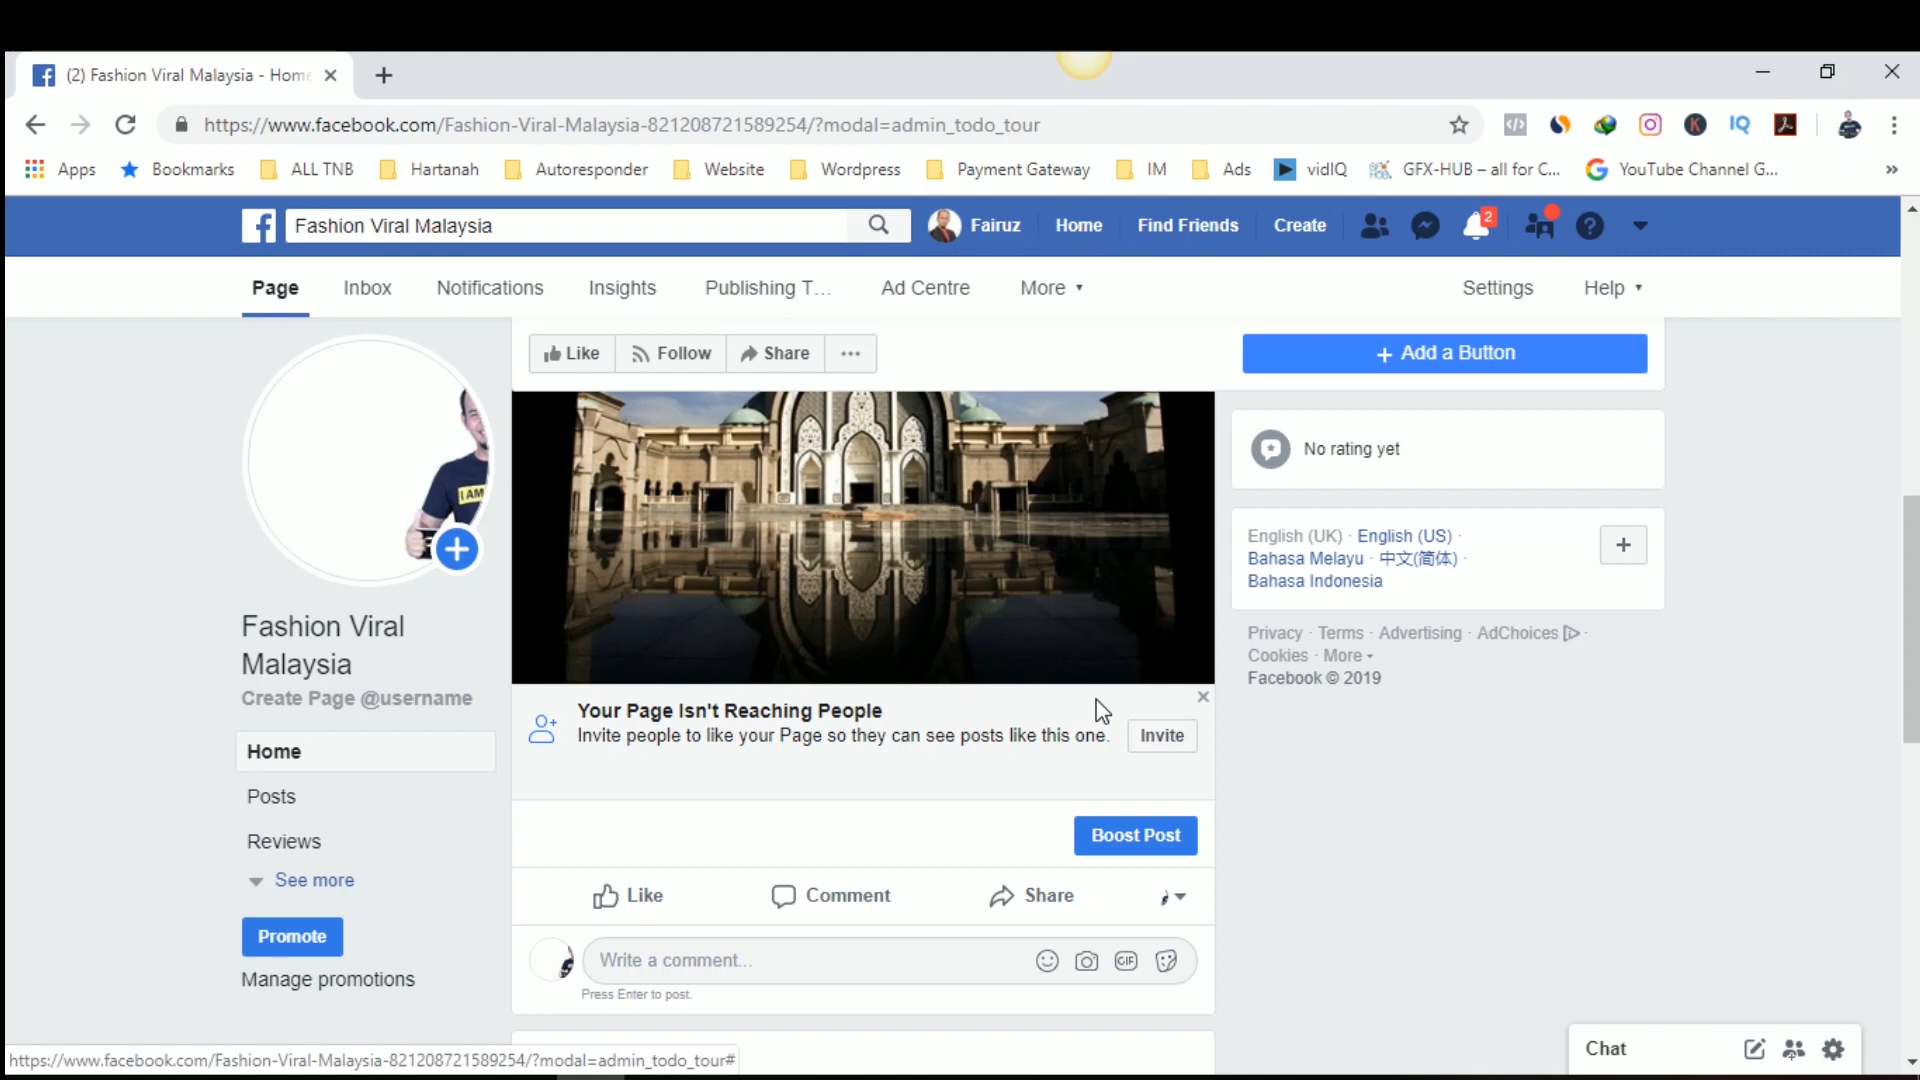 (2) Fashion Viral Malaysia - Home
https://www.facebook.com/Fashion-Viral-Malaysia-821208721589254/?modal=admin_todo_tour
IQ
Apps Bookmarks ALL TNB Hartanah Autoresponder Website Wordpress Payment Gateway IM Ads vidIQ GFX-HUB – all for C... YouTube Channel G... »
Fashion Viral Malaysia Fairuz Home Find Friends Create 2
Page Inbox Notifications Insights Publishing T... Ad Centre More Settings Help
Like Follow Share ... + Add a Button
No rating yet
I AM
English (UK) · English (US) ·
Bahasa Melayu · 中文(简体) ·
Bahasa Indonesia
Privacy · Terms · Advertising · AdChoices ·
Cookies · More
Facebook © 2019
Fashion Viral
Malaysia
Create Page @username
Your Page Isn't Reaching People
Invite people to like your Page so they can see posts like this one. Invite
Home
Posts
Reviews
See more
Promote
Manage promotions
Boost Post
Like Comment Share
Write a comment... GIF
Press Enter to post.
Chat
https://www.facebook.com/Fashion-Viral-Malaysia-821208721589254/?modal=admin_todo_tour#